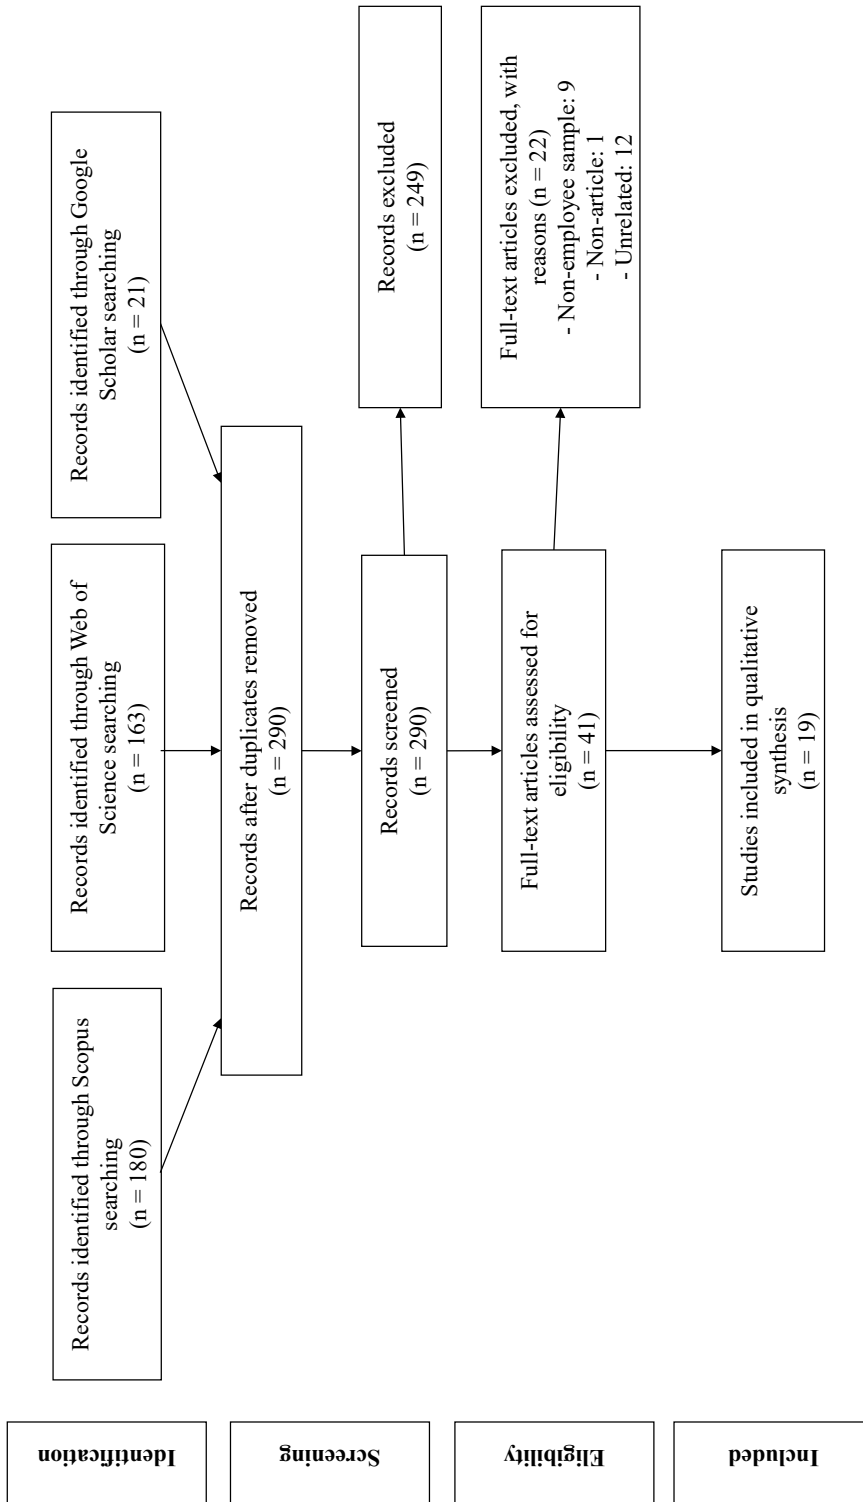 Identification
Records identified through Scopus
searching
(n = 180)
Records identified through Web of
Science searching
(n = 163)
Records identified through Google
Scholar searching
(n = 21)
Screening
Records after duplicates removed
(n = 290)
Records screened
(n = 290)
Records excluded
(n = 249)
Eligibility
Full-text articles assessed for
eligibility
(n = 41)
Full-text articles excluded, with
reasons (n = 22)
- Non-employee sample: 9
- Non-article: 1
- Unrelated: 12
Included
Studies included in qualitative
synthesis
(n = 19)